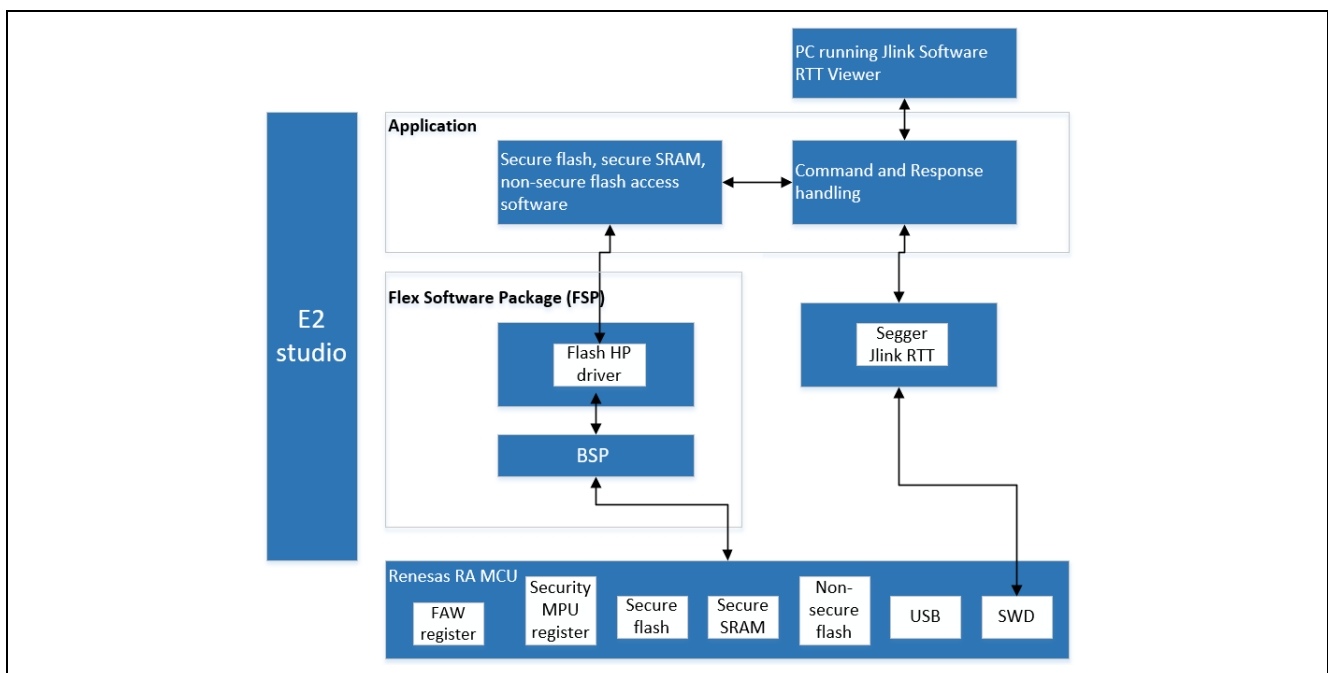 PC running Jlink Software
RTT Viewer
Application
Secure flash, secure SRAM,
non-secure flash access
software
Command and Response
handling
E2
studio
Flex Software Package (FSP)
Flash HP
driver
Segger
Jlink RTT
BSP
Renesas RA MCU
FAW
register
Security
MPU
register
Secure
flash
Secure
SRAM
Non-
secure
flash
USB
SWD